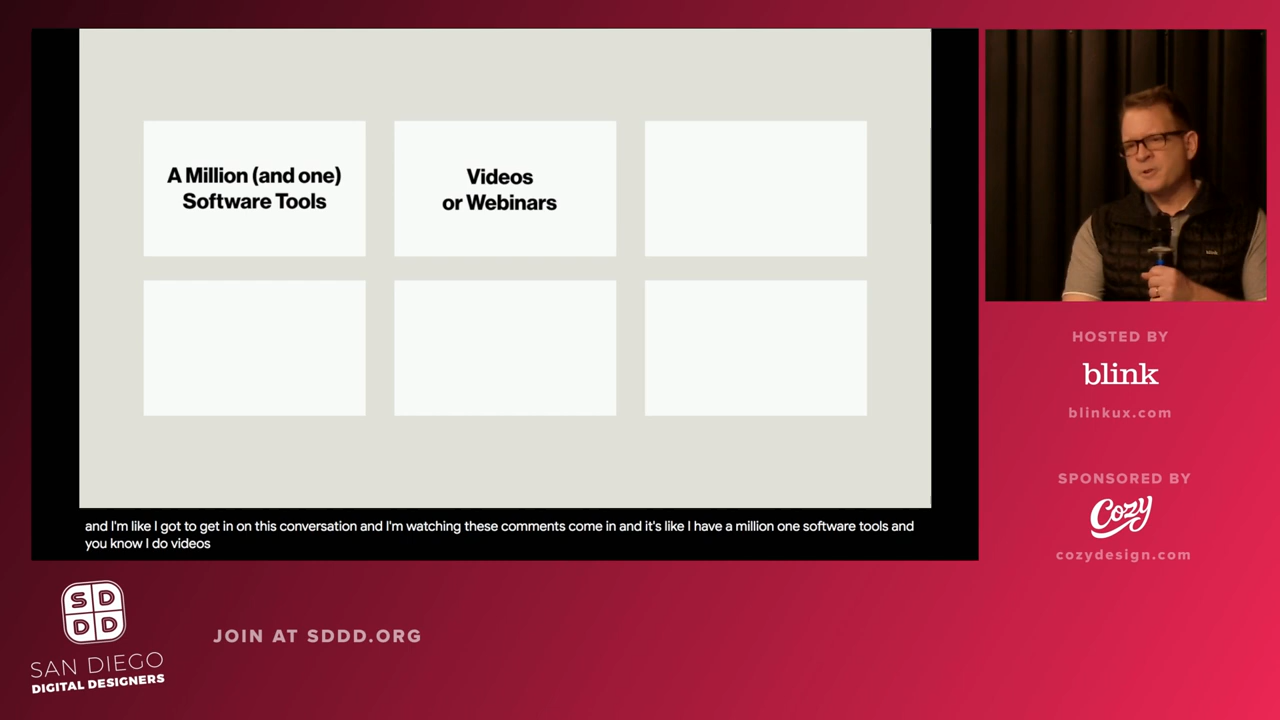 A Million (and one)
Software Tools
Videos
or Webinars
and I'm like I got to get in on this conversation and I'm watching these comments come in and it's like I have a million one software tools and
you know I do videos
blink
HOSTED BY
blink
blinkux.com
SPONSORED BY
Cozy
cozydesign.com
SD
DD
SAN DIEGO
DIGITAL DESIGNERS
JOIN AT SDDD.ORG